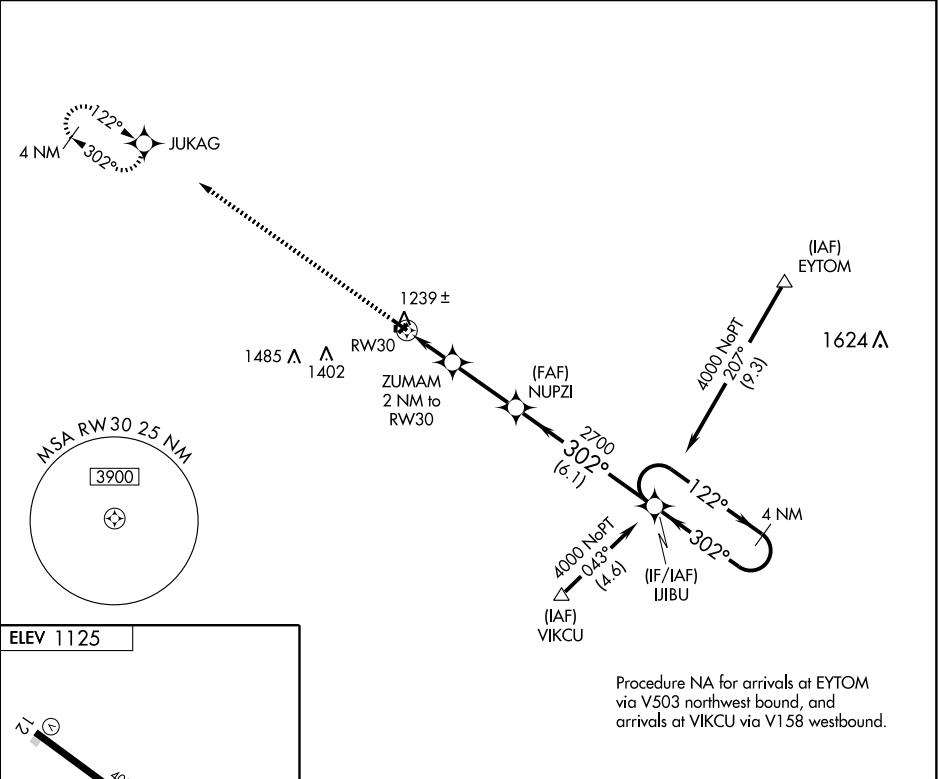 122°
302°
4 NM
JUKAG
(IAF)
EYTOM
1239 ±
RW30
1485
1402
1624
4000 NoPT
207°
(9.3)
ZUMAM
2 NM to
RW30
(FAF)
NUPZI
2700
302°
(6.1)
MSA RW30 25 NM
3900
122°
302°
4 NM
4000 NoPT
043°
(4.6)
(IF/IAF)
IJIBU
(IAF)
VIKCU
ELEV 1125
Procedure NA for arrivals at EYTOM
via V503 northwest bound, and
arrivals at VIKCU via V158 westbound.
12
V